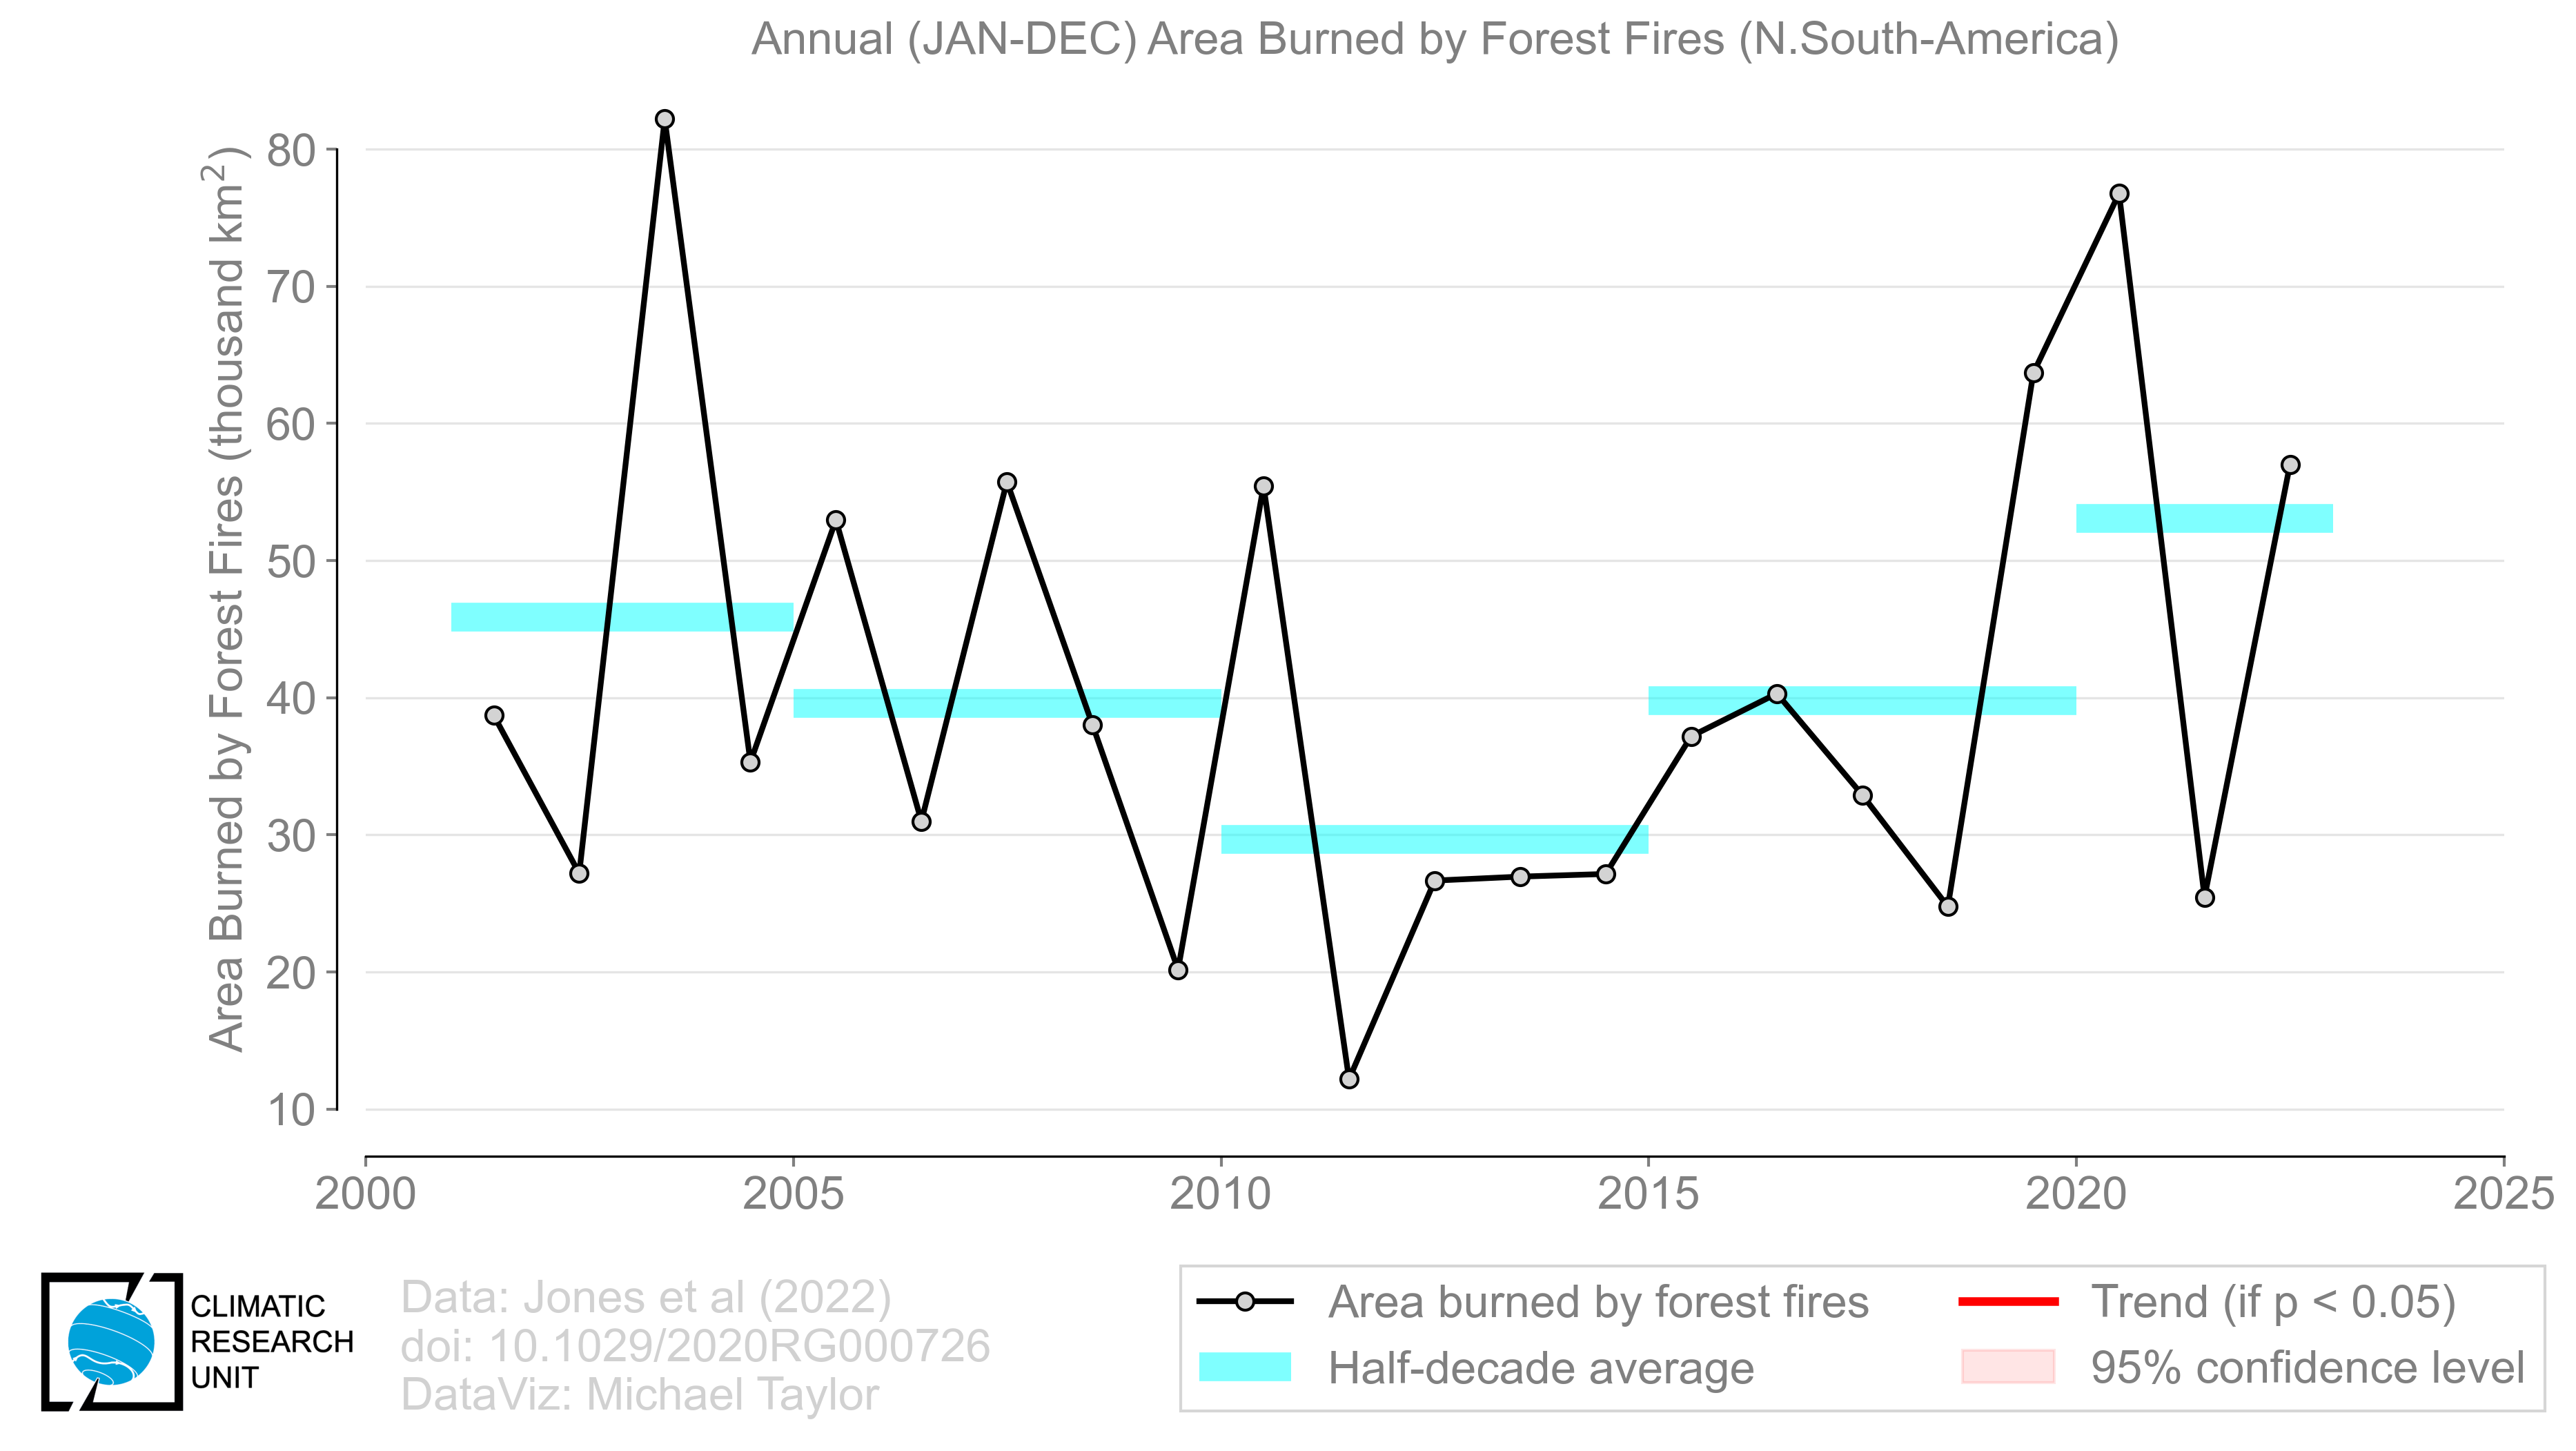 Annual (JAN-DEC) Area Burned by Forest Fires (N.South-America)
Area Burned by Forest Fires (thousand km²)
80
70
60
50
40
30
20
10
2000
2005
2010
2015
2020
2025
CLIMATIC
RESEARCH
UNIT
Data: Jones et al (2022)
doi: 10.1029/2020RG000726
DataViz: Michael Taylor
Area burned by forest fires
Half-decade average
Trend (if p < 0.05)
95% confidence level